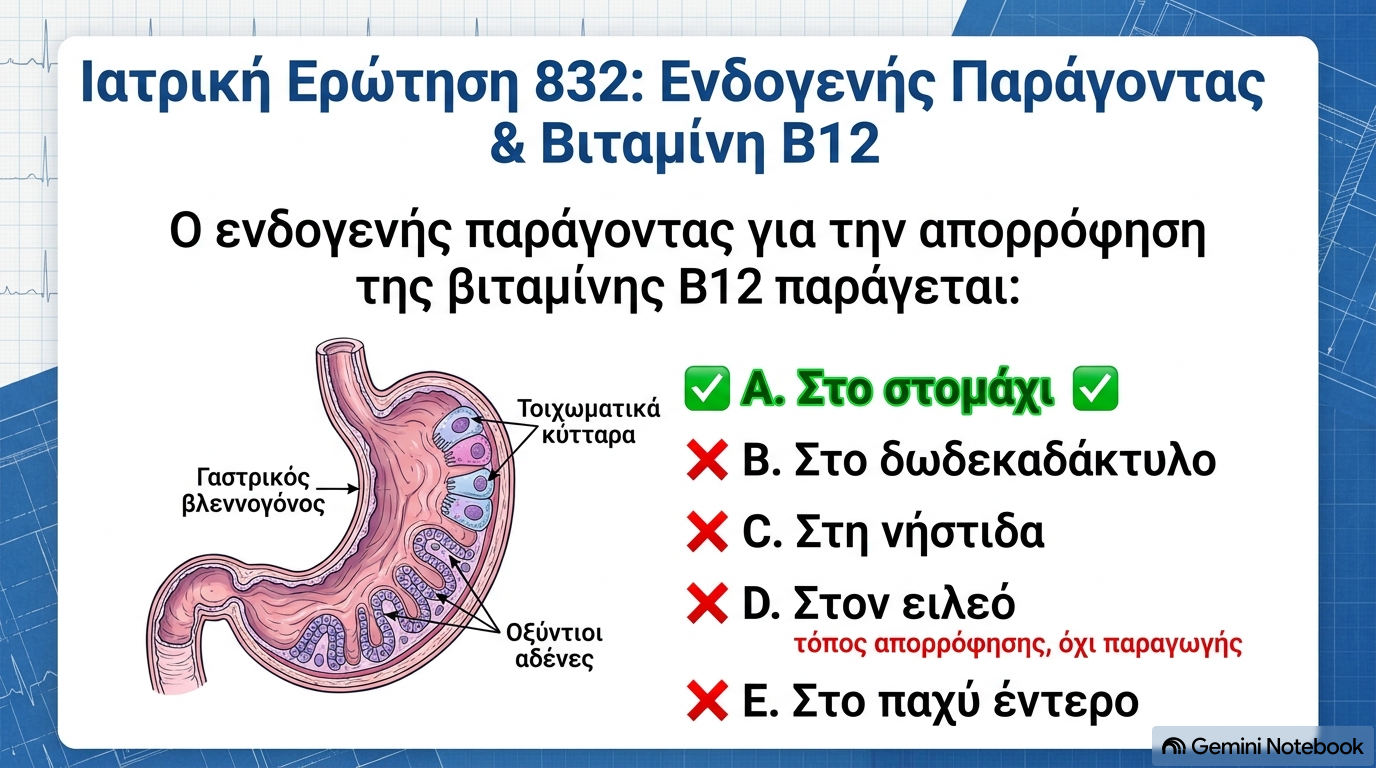 Ιατρική Ερώτηση 832: Ενδογενής Παράγοντας
& Βιταμίνη B12
Ο ενδογενής παράγοντας για την απορρόφηση
της βιταμίνης B12 παράγεται:
Τοιχωματικά
κύτταρα
Γαστρικός
βλεννογόνος
Οξύντιοι
αδένες
A. Στο στομάχι
B. Στο δωδεκαδάκτυλο
C. Στη νήστιδα
D. Στον ειλεό
τόπος απορρόφησης, όχι παραγωγής
E. Στο παχύ έντερο
Gemini Notebook